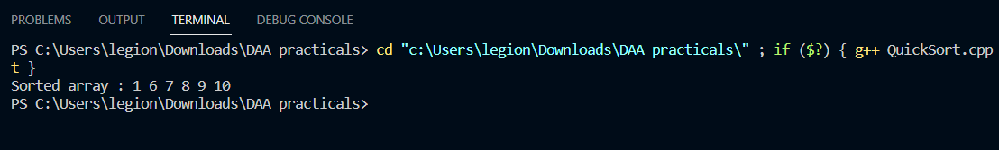 PROBLEMS OUTPUT TERMINAL DEBUG CONSOLE
PS C:\Users\legion\Downloads\DAA practicals> cd "c:\Users\legion\Downloads\DAA practicals\" ; if ($?) { g++ QuickSort.cpp
t }
Sorted array : 1 6 7 8 9 10
PS C:\Users\legion\Downloads\DAA practicals>